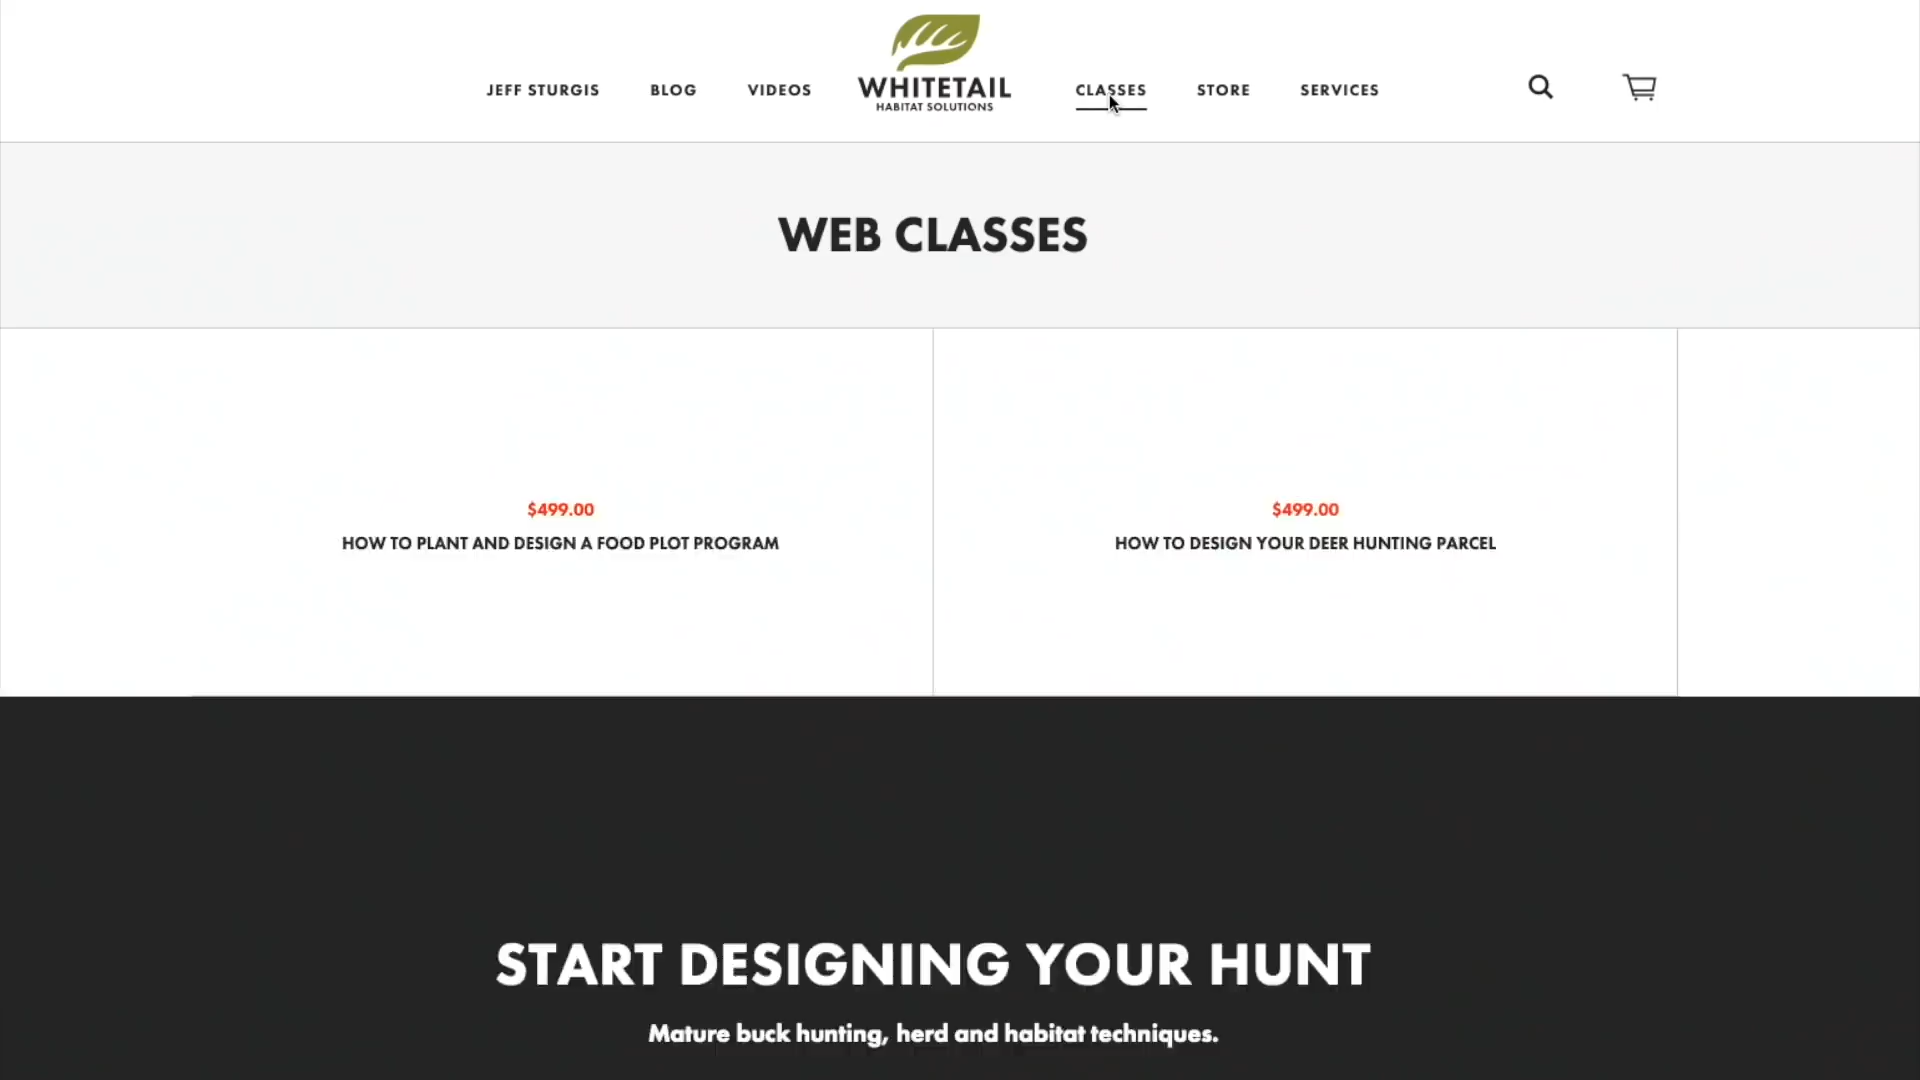 JEFF STURGIS
BLOG
VIDEOS
WHITETAIL
HABITAT SOLUTIONS
CLASSES
STORE
SERVICES
WEB CLASSES
$499.00
HOW TO PLANT AND DESIGN A FOOD PLOT PROGRAM
$499.00
HOW TO DESIGN YOUR DEER HUNTING PARCEL
START DESIGNING YOUR HUNT
Mature buck hunting, herd and habitat techniques.